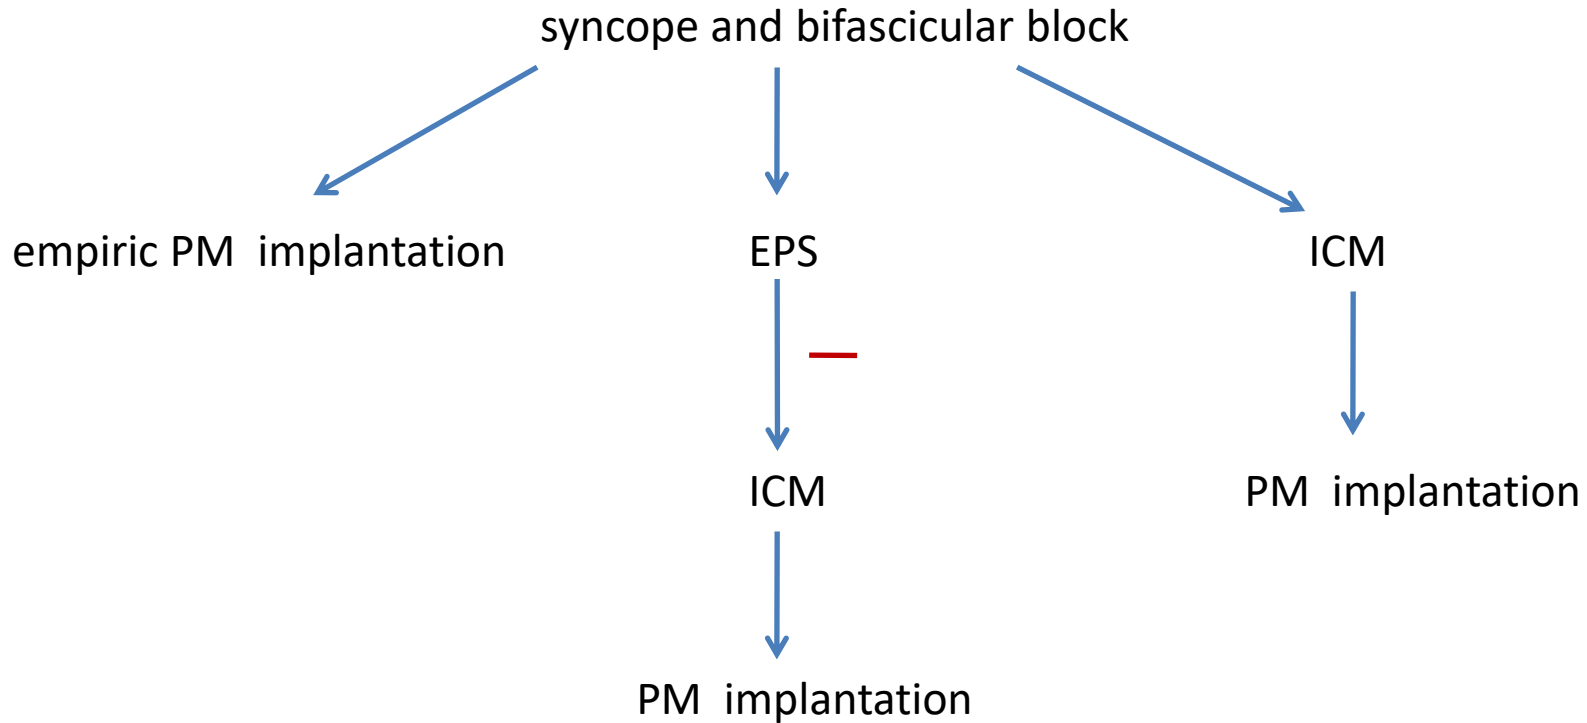 syncope and bifascicular block
empiric PM  implantation
EPS
ICM
ICM
PM  implantation
PM  implantation